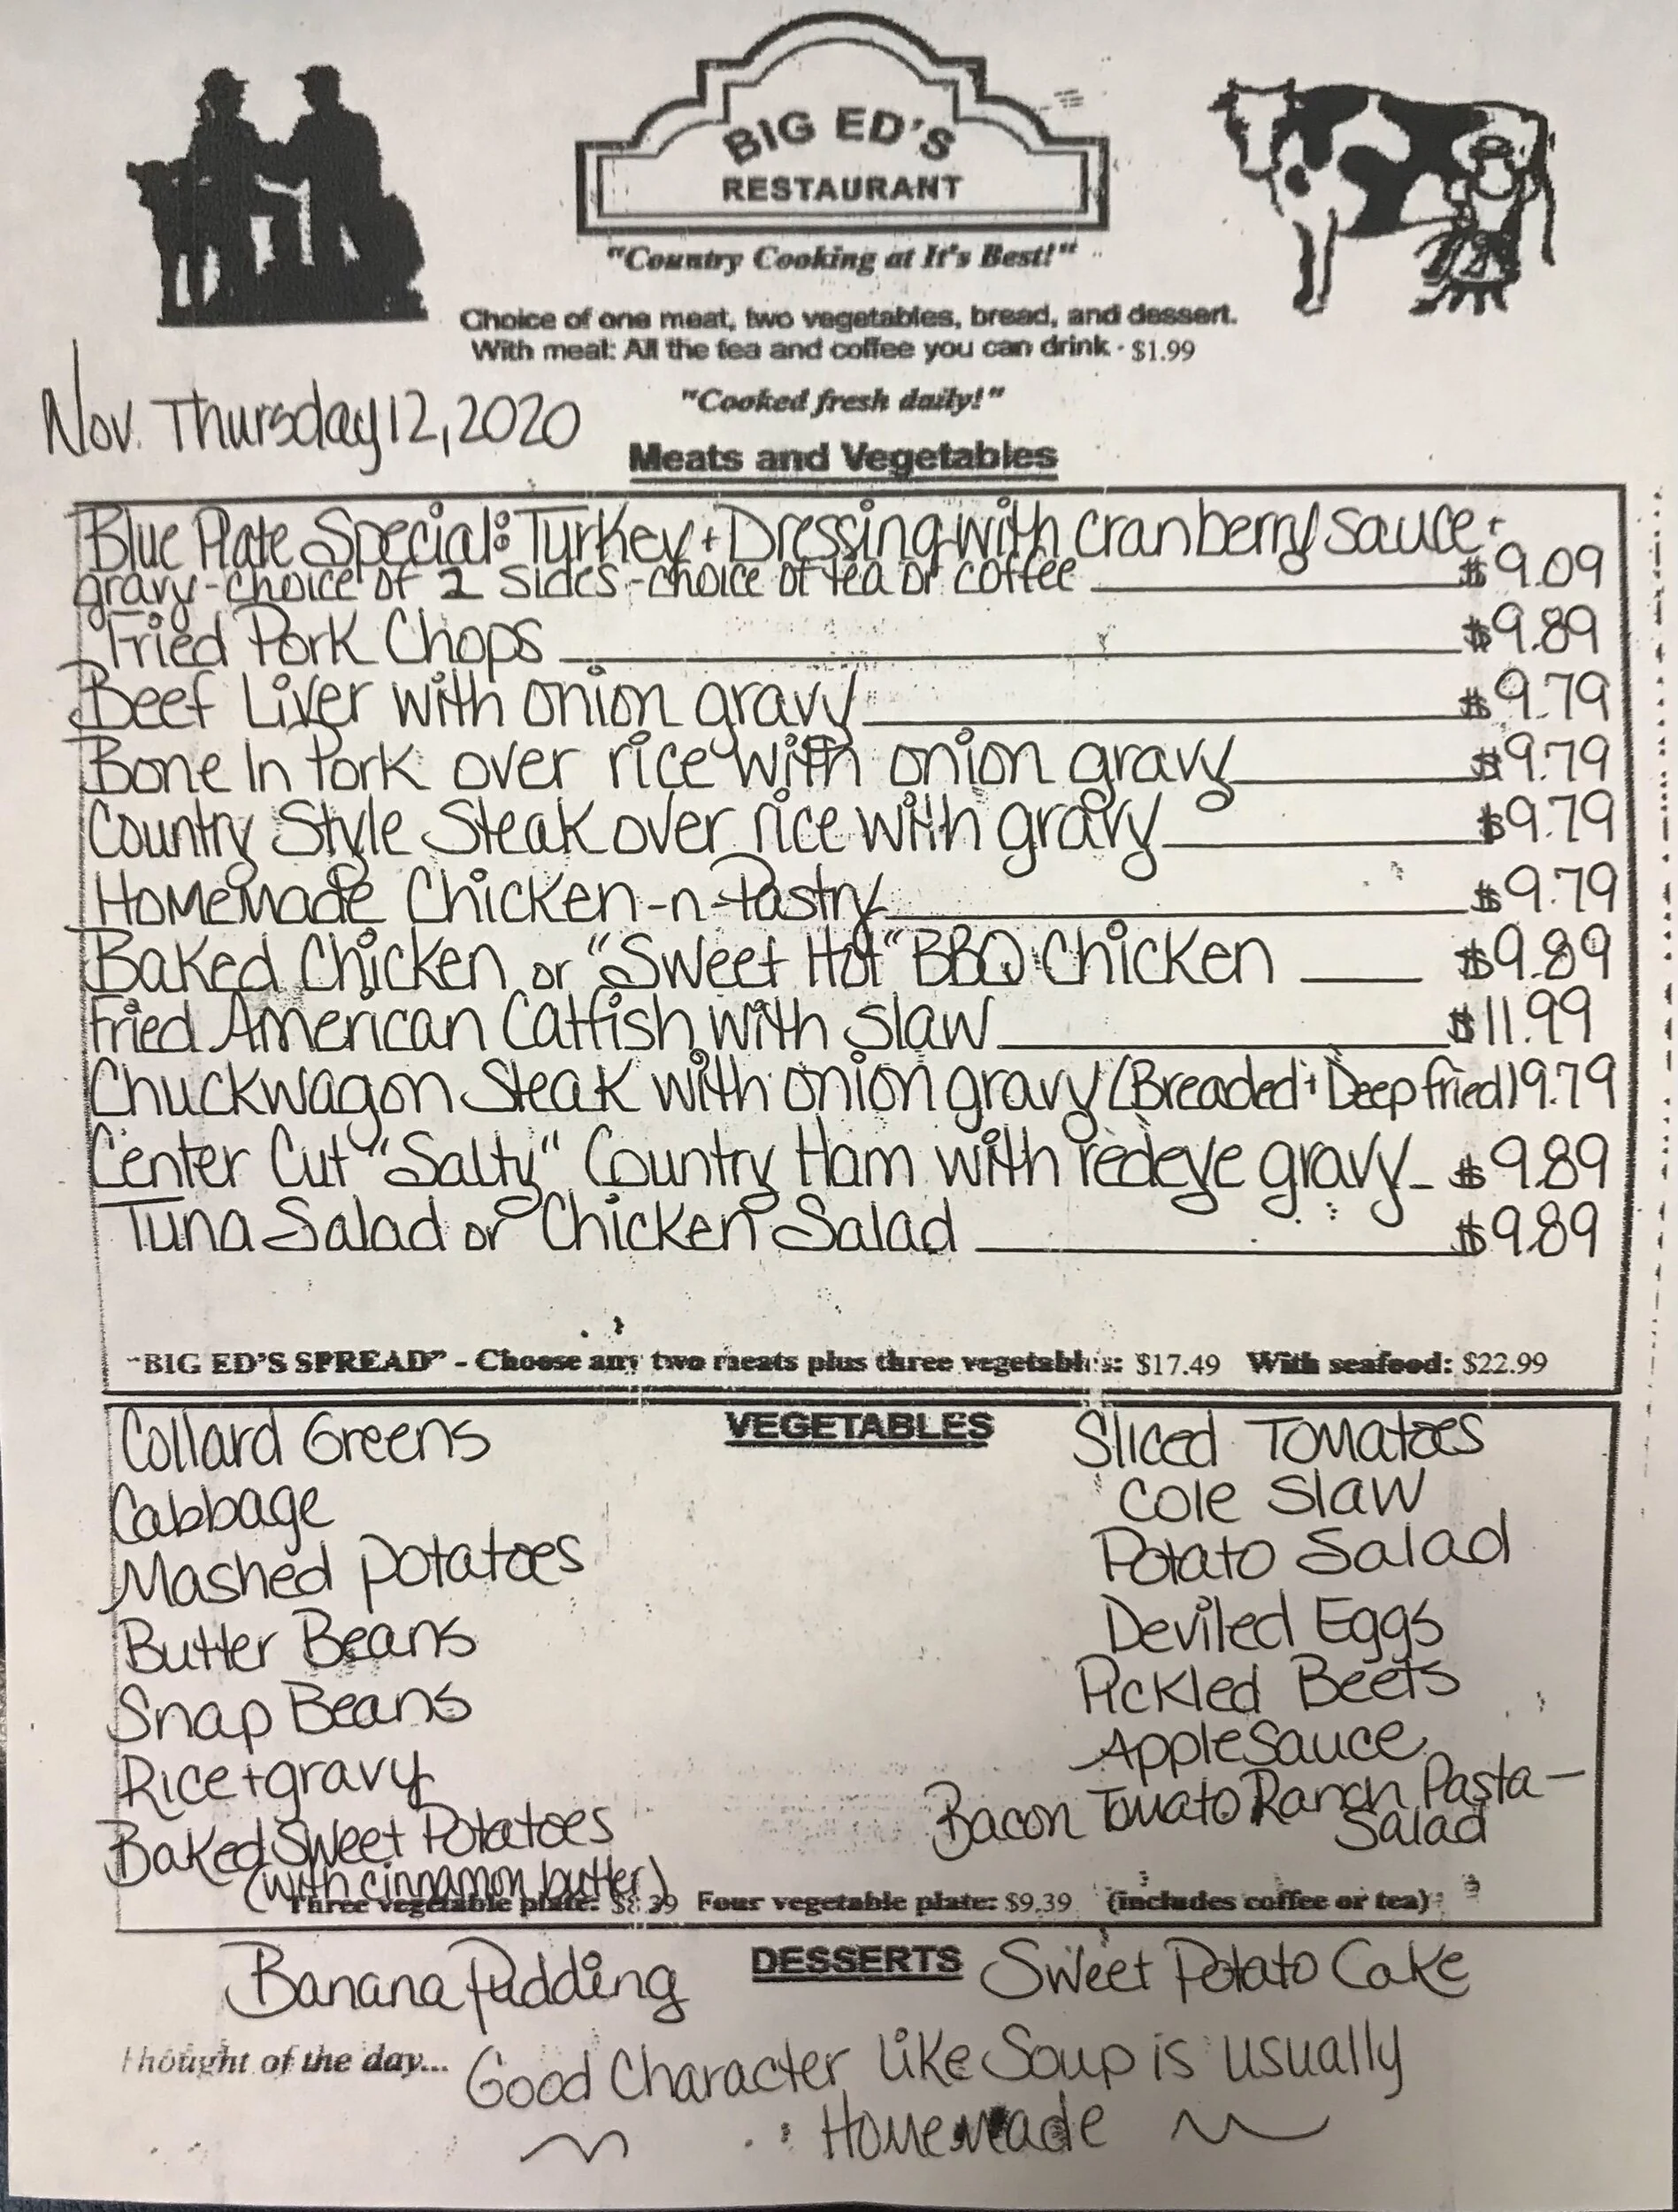 BIG ED'S
RESTAURANT
"Country Cooking at It's Best!"
Choice of one meat, two vegetables, bread, and dessert.
With meal: All the tea and coffee you can drink - $1.99
"Cooked fresh daily!"
Nov. Thursday 12, 2020
Meats and Vegetables
Blue Plate Special: Turkey + Dressing with cranberry sauce +
gravy - choice of 2 sides - choice of tea or coffee $9.09
Fried Pork Chops $9.89
Beef Liver with onion gravy $9.79
Bone In Pork over rice with onion gravy $9.79
Country Style Steak over rice with gravy $9.79
Homemade Chicken-n-Pastry $9.79
Baked Chicken or "Sweet Hot" BBQ Chicken $9.89
Fried American Catfish with slaw $11.99
Chuckwagon Steak with onion gravy (Breaded + Deep fried) 9.79
Center Cut "Salty" Country Ham with redeye gravy $9.89
Tuna Salad or Chicken Salad $9.89
"BIG ED'S SPREAD" - Choose any two meats plus three vegetables: $17.49 With seafood: $22.99
VEGETABLES
Collard Greens
Cabbage
Mashed Potatoes
Butter Beans
Snap Beans
Rice + gravy
Baked Sweet Potatoes
(with cinnamon butter)
Sliced Tomatoes
Cole Slaw
Potato Salad
Deviled Eggs
Pickled Beets
Applesauce
Bacon Tomato Ranch Pasta -
Salad
Three vegetable plate: Four vegetable plate: $9.39 (includes coffee or tea)
DESSERTS
Banana Pudding
Sweet Potato Cake
Thought of the day... Good Character like Soup is usually
Homemade